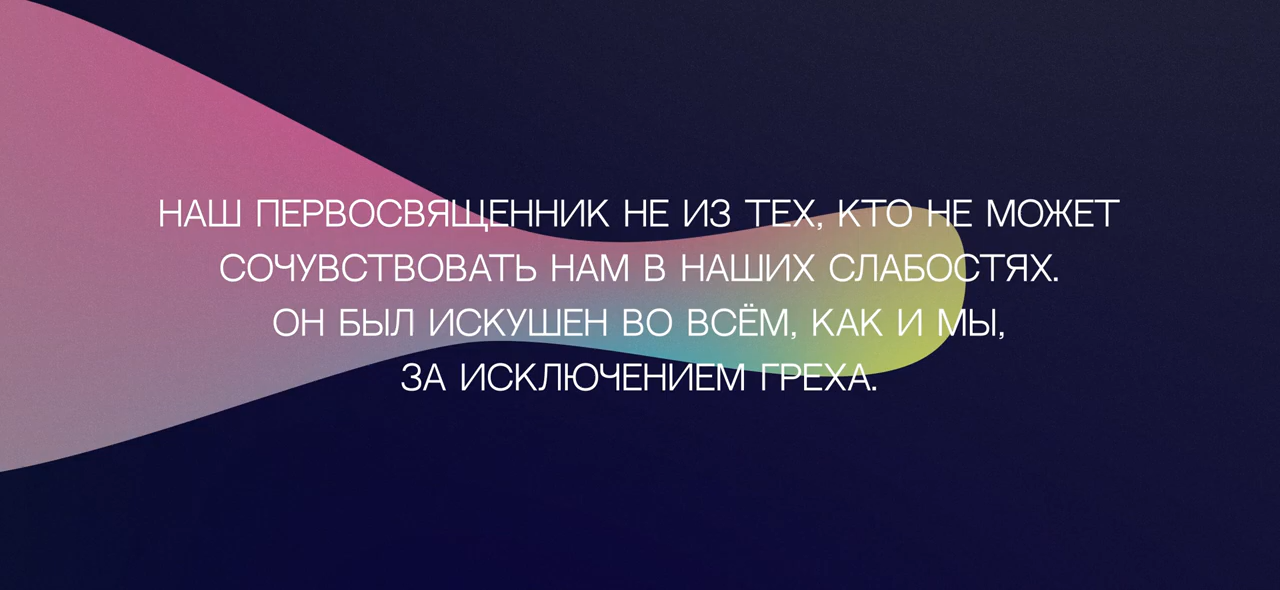 НАШ ПЕРВОСВЯЩЕННИК НЕ ИЗ ТЕХ, КТО НЕ МОЖЕТ
СОЧУВСТВОВАТЬ НАМ В НАШИХ СЛАБОСТЯХ.
ОН БЫЛ ИСКУШЕН ВО ВСЁМ, КАК И МЫ,
ЗА ИСКЛЮЧЕНИЕМ ГРЕХА.